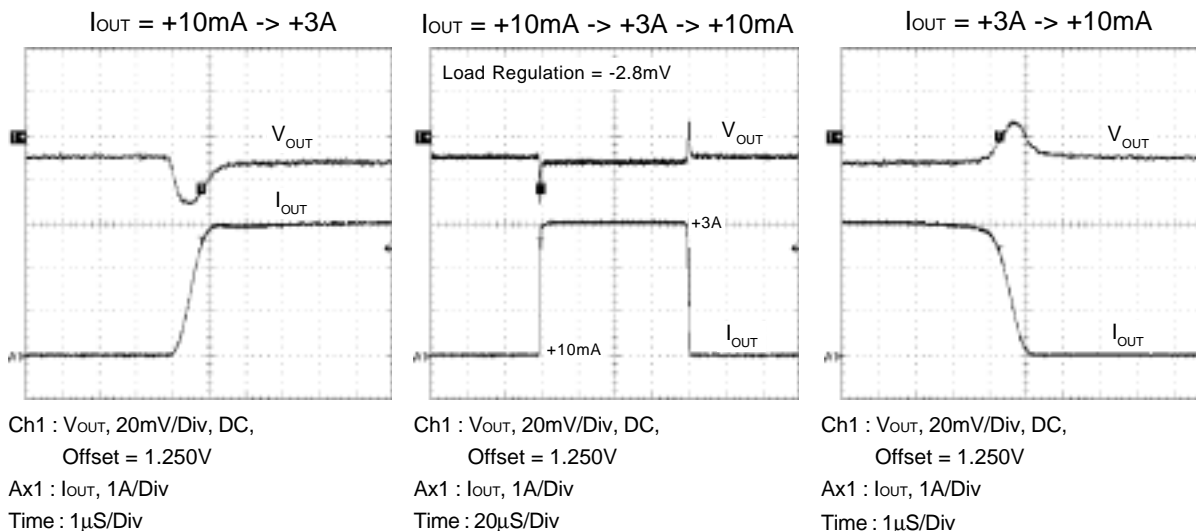 IOUT = +10mA -> +3A
VOUT
IOUT
Ch1 : VOUT, 20mV/Div, DC,
Offset = 1.250V
Ax1 : IOUT, 1A/Div
Time : 1μS/Div
IOUT = +10mA -> +3A -> +10mA
Load Regulation = -2.8mV
VOUT
+3A
+10mA
IOUT
Ch1 : VOUT, 20mV/Div, DC,
Offset = 1.250V
Ax1 : IOUT, 1A/Div
Time : 20μS/Div
IOUT = +3A -> +10mA
VOUT
IOUT
Ch1 : VOUT, 20mV/Div, DC,
Offset = 1.250V
Ax1 : IOUT, 1A/Div
Time : 1μS/Div